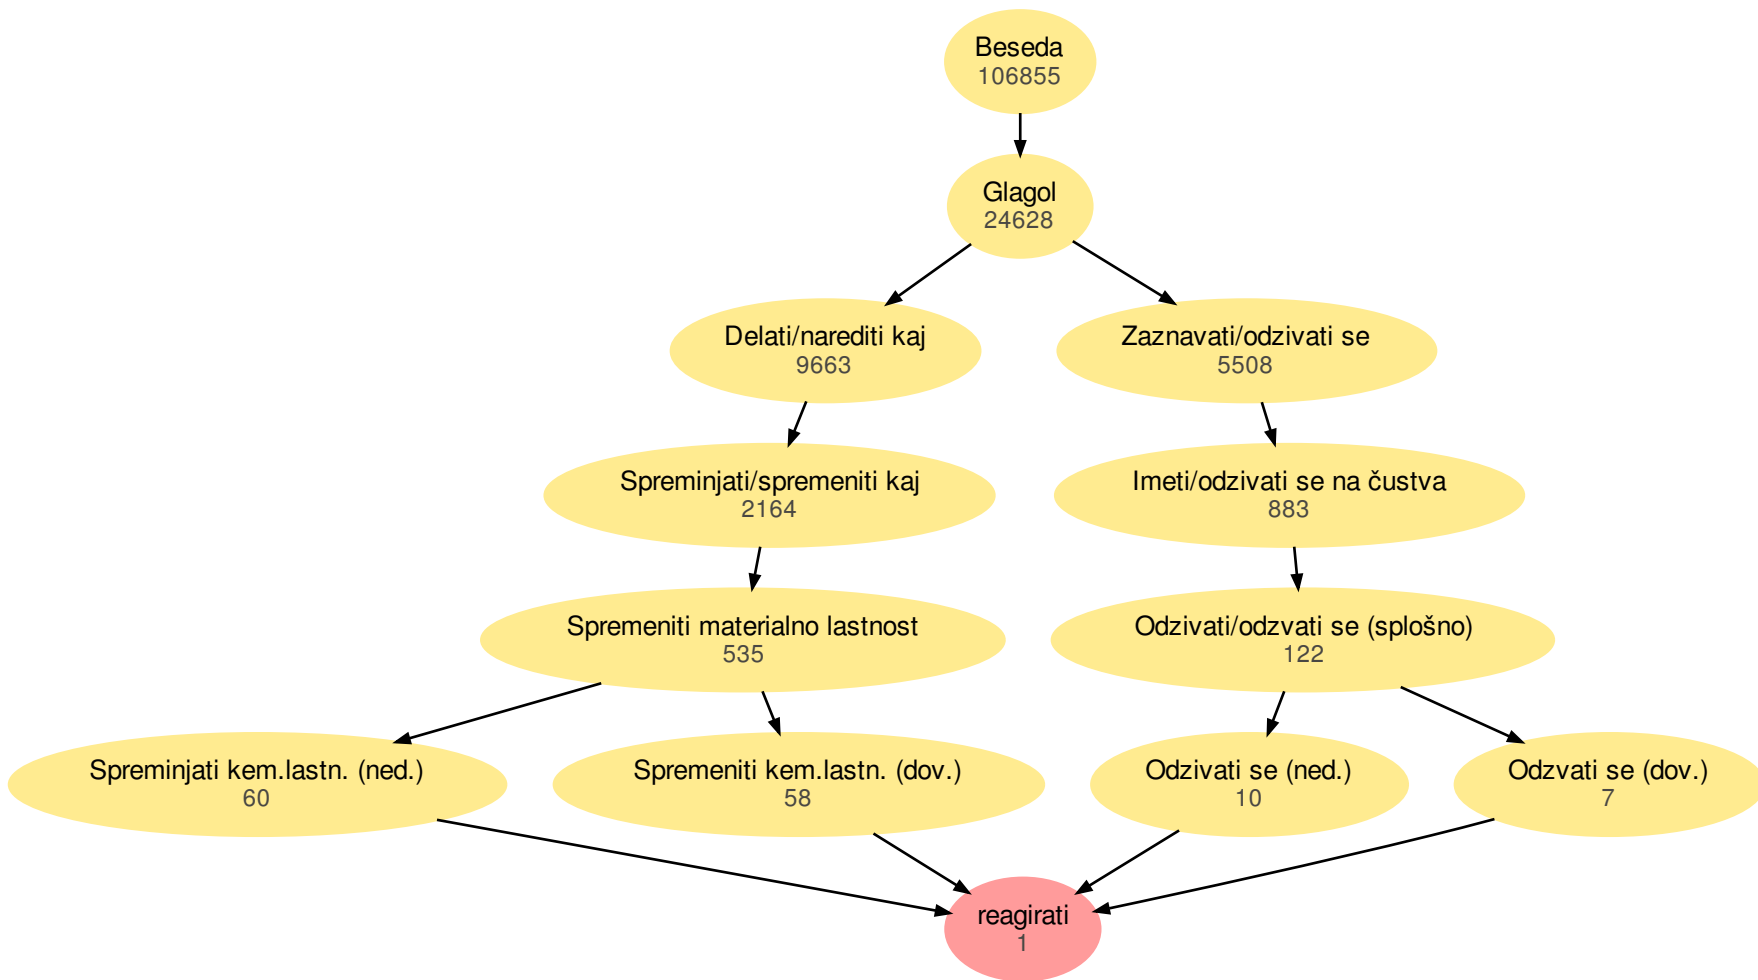 Beseda
106855
Glagol
24628
Delati/narediti kaj
9663
Zaznavati/odzivati se
5508
Spreminjati/spremeniti kaj
2164
Imeti/odzivati se na čustva
883
Spremeniti materialno lastnost
535
Odzivati/odzvati se (splošno)
122
Spreminjati kem.lastn. (ned.)
60
Spremeniti kem.lastn. (dov.)
58
Odzivati se (ned.)
10
Odzvati se (dov.)
7
reagirati
1